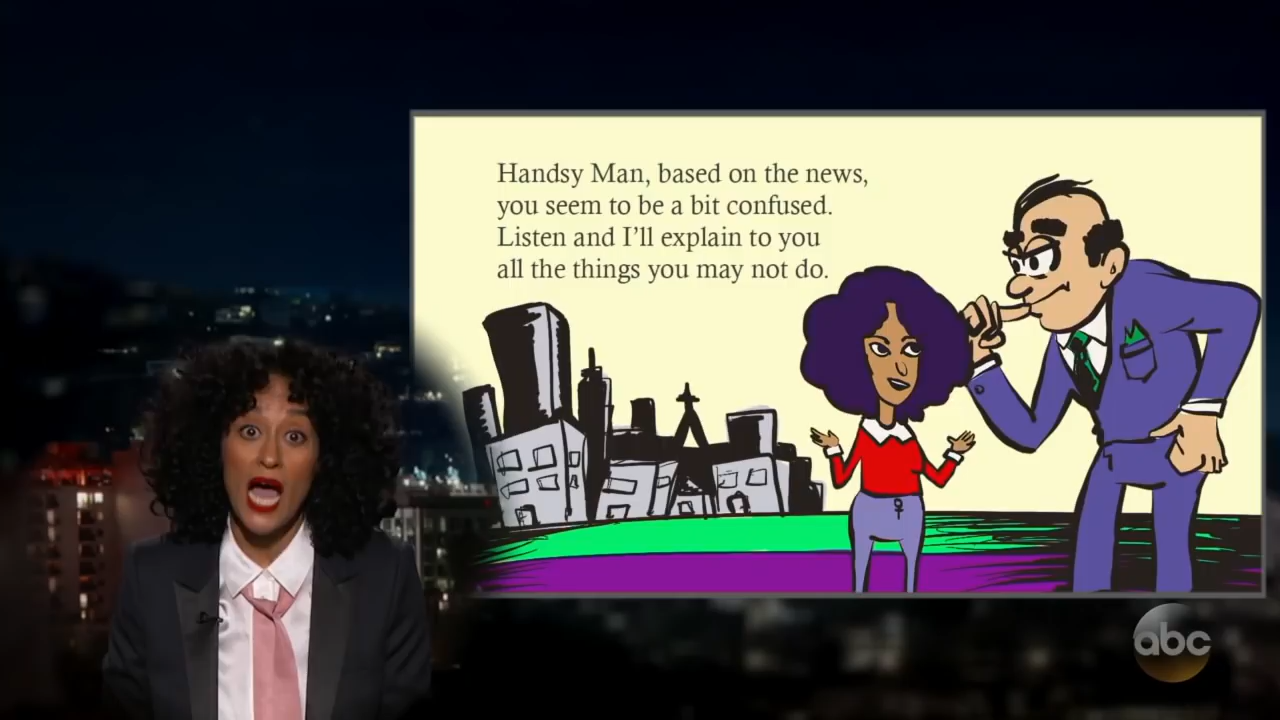 Handsy Man, based on the news,
you seem to be a bit confused.
Listen and I'll explain to you
all the things you may not do.
abc